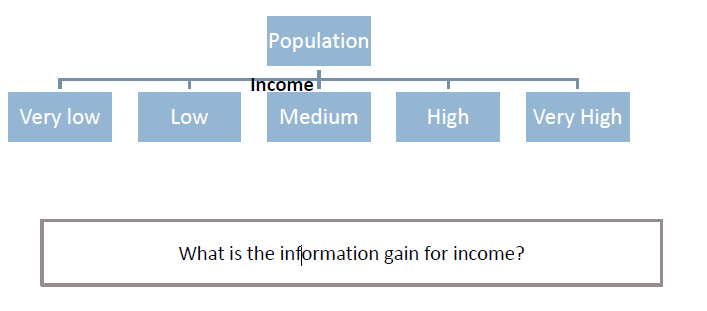 Population
Income
Very low
Low
Medium
High
Very High
What is the information gain for income?